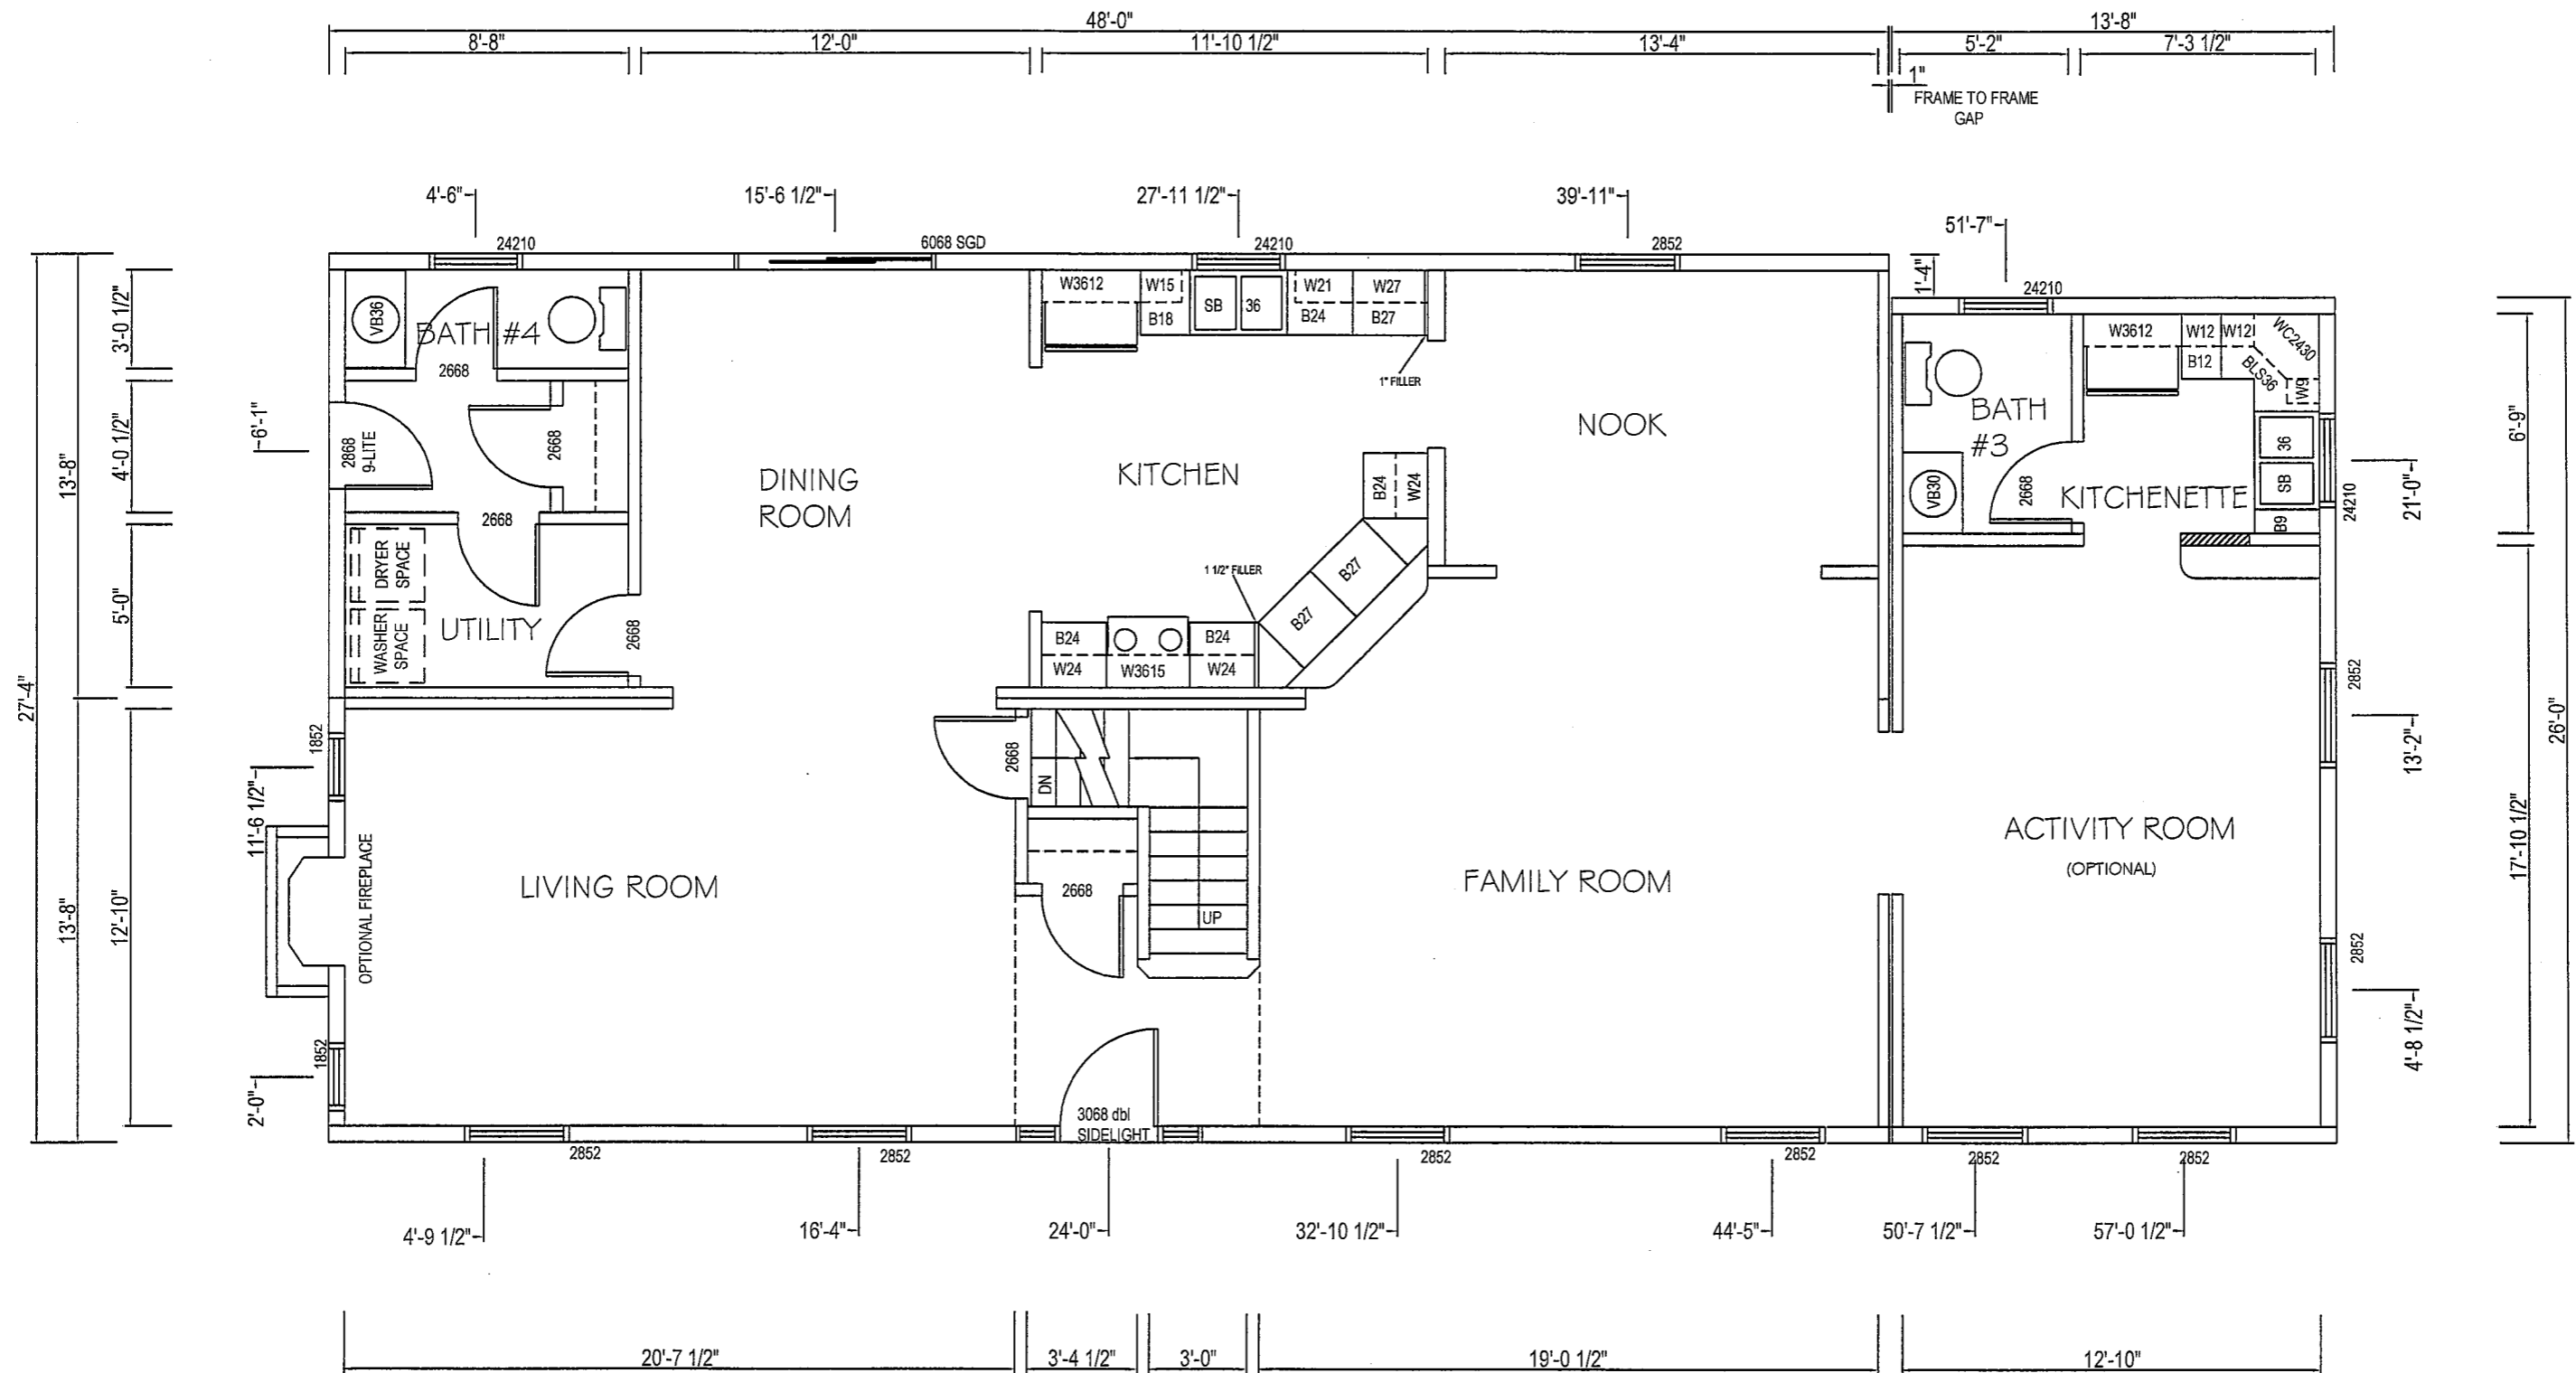 48'-0"
13'-8"
8'-8"
12'-0"
11'-10 1/2"
13'-4"
5'-2"
7'-3 1/2"
1"
FRAME TO FRAME
GAP
4'-6"
15'-6 1/2"
27'-11 1/2"
39'-11"
51'-7"
24210
6068 SGD
24210
2852
1'-4"
24210
27'-4"
13'-8"
13'-8"
3'-0 1/2"
4'-0 1/2"
5'-0"
12'-10"
6'-1"
11'-6 1/2"
2'-0"
VB36
BATH #4
2668
2868
9-LITE
2668
2668
DRYER
SPACE
WASHER
SPACE
UTILITY
2668
DINING
ROOM
W3612
W15
B18
SB
36
W21
B24
W27
B27
1" FILLER
KITCHEN
B24
W24
B27
B27
1 1/2" FILLER
B24
W24
W3615
B24
W24
NOOK
BATH
#3
VB30
2668
W3612
W12
W12
B12
WC2430
BLS36
W9
36
SB
B9
KITCHENETTE
24210
21'-0"
6'-9"
26'-0"
17'-10 1/2"
2852
13'-2"
2852
4'-8 1/2"
1852
1852
OPTIONAL FIREPLACE
LIVING ROOM
2668
DN
2668
UP
FAMILY ROOM
ACTIVITY ROOM
(OPTIONAL)
3068 dbl
SIDELIGHT
2852
2852
2852
2852
2852
2852
4'-9 1/2"
16'-4"
24'-0"
32'-10 1/2"
44'-5"
50'-7 1/2"
57'-0 1/2"
20'-7 1/2"
3'-4 1/2"
3'-0"
19'-0 1/2"
12'-10"